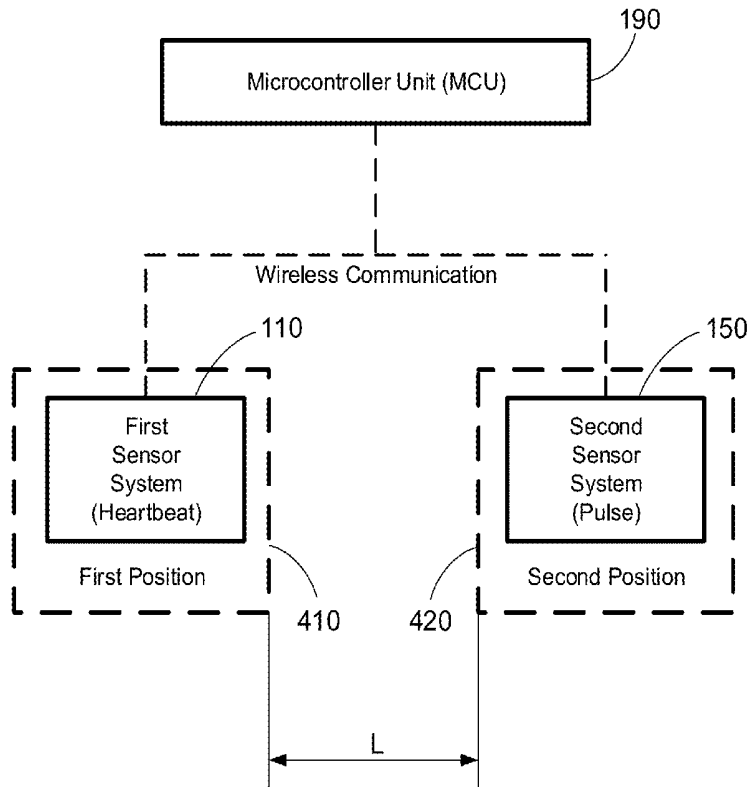 190
Microcontroller Unit (MCU)
Wireless Communication
110
150
First
Sensor
System
(Heartbeat)
Second
Sensor
System
(Pulse)
First Position
Second Position
410
420
L